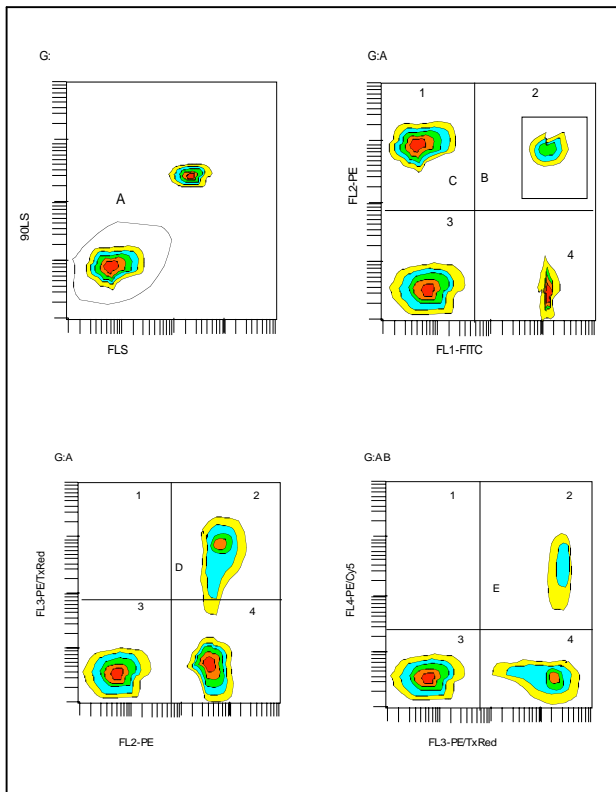 G:
A
90LS
FLS
G:A
1
2
C
B
3
4
FL2-PE
FL1-FITC
G:A
1
2
D
3
4
FL3-PE/TxRed
FL2-PE
G:AB
1
2
E
3
4
FL4-PE/Cy5
FL3-PE/TxRed